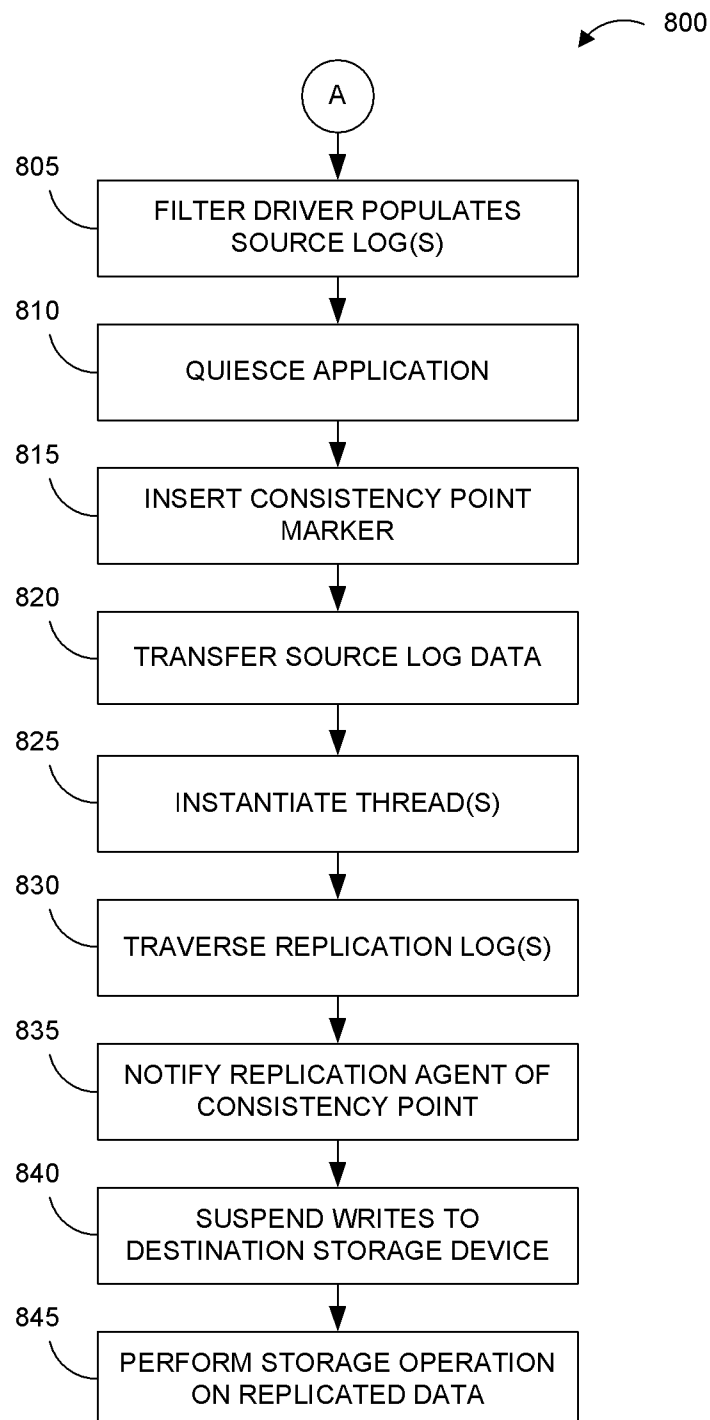 800
A
805
FILTER DRIVER POPULATES
SOURCE LOG(S)
810
QUIESCE APPLICATION
815
INSERT CONSISTENCY POINT
MARKER
820
TRANSFER SOURCE LOG DATA
825
INSTANTIATE THREAD(S)
830
TRAVERSE REPLICATION LOG(S)
835
NOTIFY REPLICATION AGENT OF
CONSISTENCY POINT
840
SUSPEND WRITES TO
DESTINATION STORAGE DEVICE
845
PERFORM STORAGE OPERATION
ON REPLICATED DATA